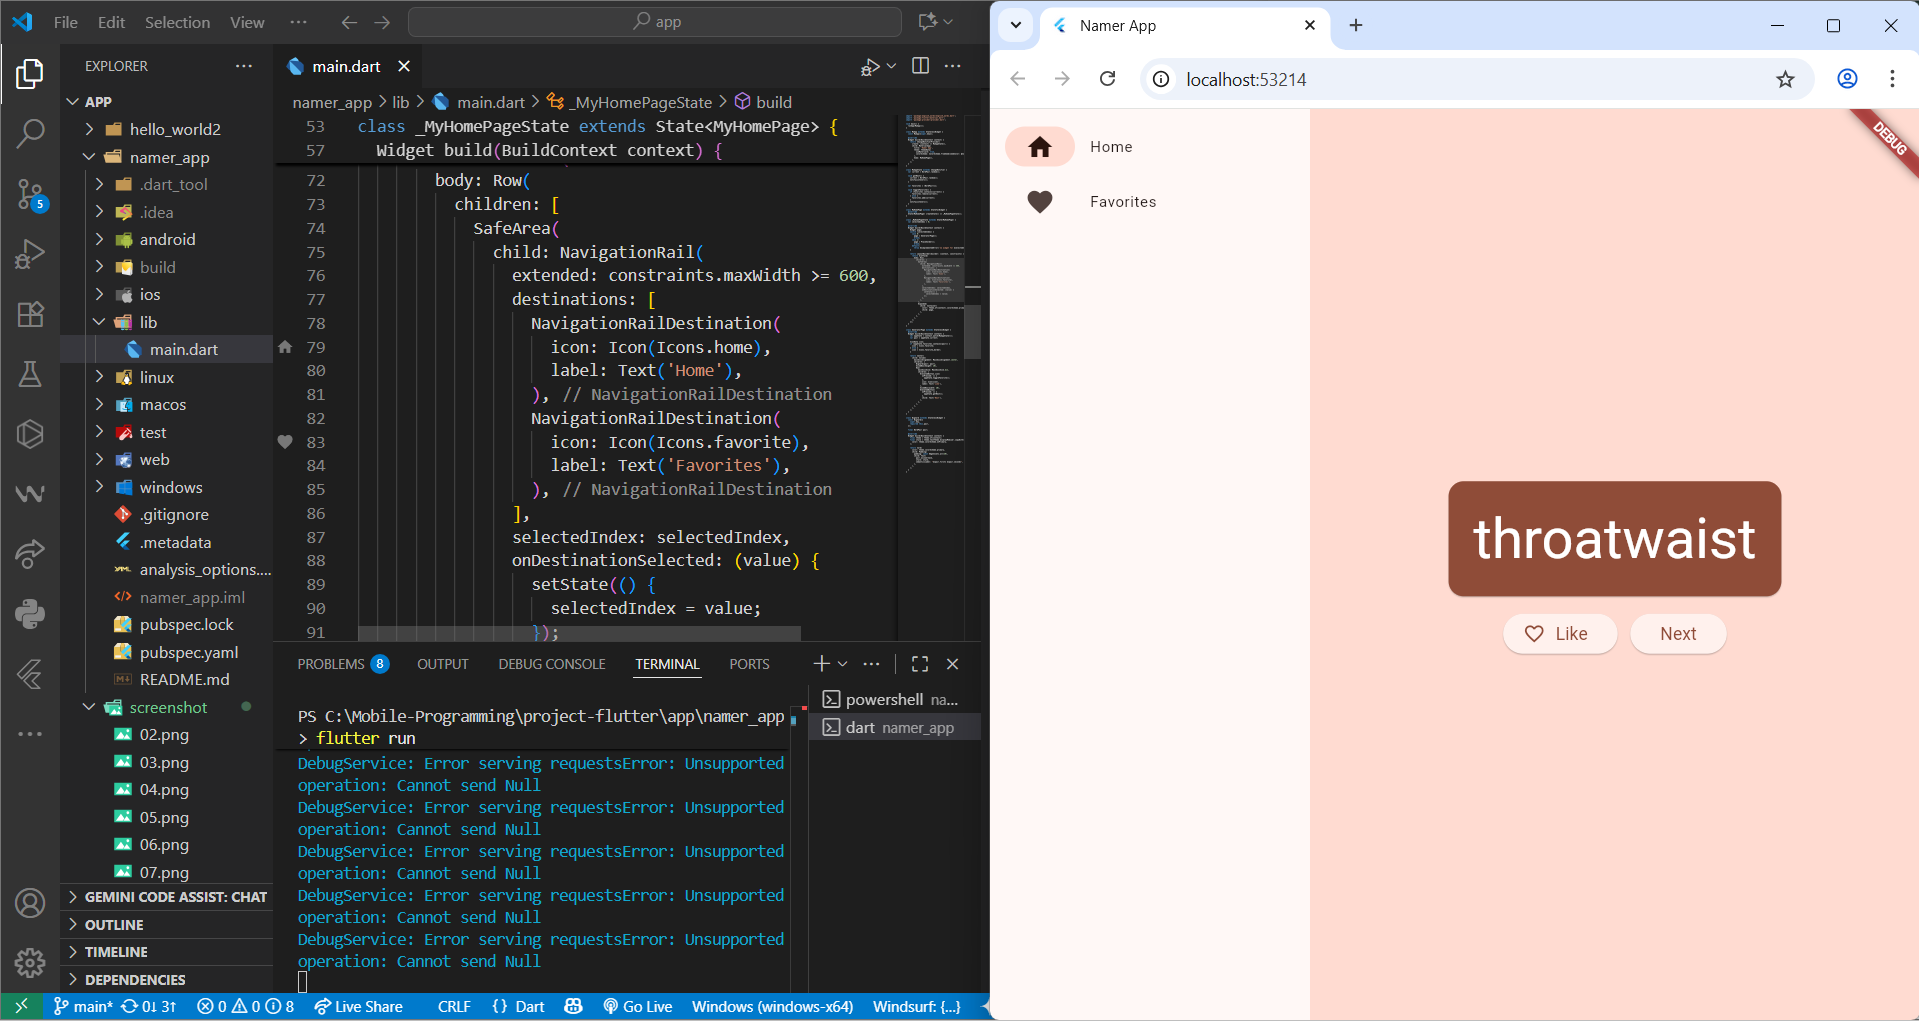 File Edit Selection View ··· app
EXPLORER ···
APP
hello_world2
namer_app
.dart_tool
.idea
android
build
ios
lib
main.dart
linux
macos
test
web
windows
.gitignore
.metadata
analysis_options....
namer_app.iml
pubspec.lock
pubspec.yaml
README.md
screenshot
02.png
03.png
04.png
05.png
06.png
07.png
GEMINI CODE ASSIST: CHAT
OUTLINE
TIMELINE
DEPENDENCIES
5
main.dart
namer_app > lib > main.dart > _MyHomePageState > build
53 class _MyHomePageState extends State<MyHomePage> {
57 Widget build(BuildContext context) {
72 body: Row(
73 children: [
74 SafeArea(
75 child: NavigationRail(
76 extended: constraints.maxWidth >= 600,
77 destinations: [
78 NavigationRailDestination(
79 icon: Icon(Icons.home),
80 label: Text('Home'),
81 ), // NavigationRailDestination
82 NavigationRailDestination(
83 icon: Icon(Icons.favorite),
84 label: Text('Favorites'),
85 ), // NavigationRailDestination
86 ],
87 selectedIndex: selectedIndex,
88 onDestinationSelected: (value) {
89 setState(() {
90 selectedIndex = value;
91 });
PROBLEMS 8 OUTPUT DEBUG CONSOLE TERMINAL PORTS
PS C:\Mobile-Programming\project-flutter\app\namer_app
> flutter run
DebugService: Error serving requestsError: Unsupported
operation: Cannot send Null
DebugService: Error serving requestsError: Unsupported
operation: Cannot send Null
DebugService: Error serving requestsError: Unsupported
operation: Cannot send Null
DebugService: Error serving requestsError: Unsupported
operation: Cannot send Null
DebugService: Error serving requestsError: Unsupported
operation: Cannot send Null
powershell na...
dart namer_app
main* 0↓ 3↑ 0 0 8 Live Share CRLF {} Dart Go Live Windows (windows-x64) Windsurf: {...}
Namer App
localhost:53214
DEBUG
Home
Favorites
throatwaist
Like
Next